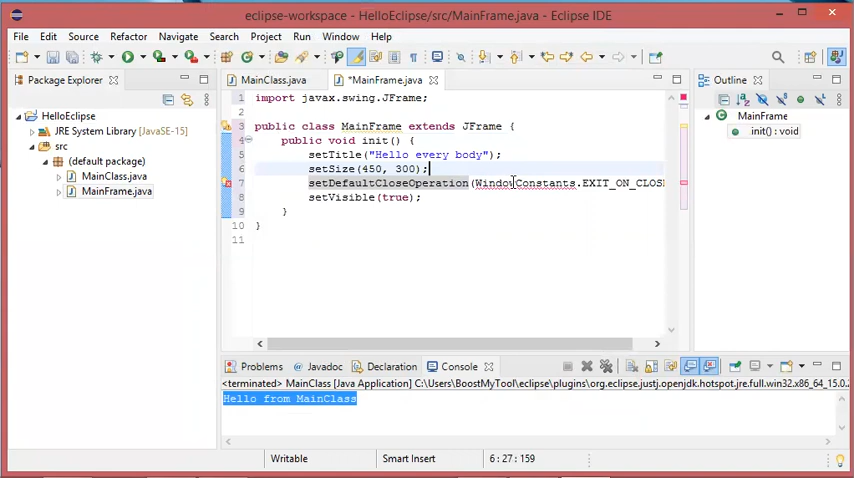 eclipse-workspace - HelloEclipse/src/MainFrame.java - Eclipse IDE
File Edit Source Refactor Navigate Search Project Run Window Help
Package Explorer
MainClass.java
*MainFrame.java
Outline
HelloEclipse
JRE System Library [JavaSE-15]
src
(default package)
MainClass.java
MainFrame.java
1 import javax.swing.JFrame;
2
3 public class MainFrame extends JFrame {
4 public void init() {
5 setTitle("Hello every body");
6 setSize(450, 300);
7 setDefaultCloseOperation(WindowConstants.EXIT_ON_CLOS
8 setVisible(true);
9 }
10 }
11
MainFrame
init() : void
Problems Javadoc Declaration Console
<terminated> MainClass [Java Application] C:\Users\BoostMyTool\eclipse\plugins\org.eclipse.justj.openjdk.hotspot.jre.full.win32.x86_64_15.0.
Hello from MainClass
Writable Smart Insert 6 : 27 : 159